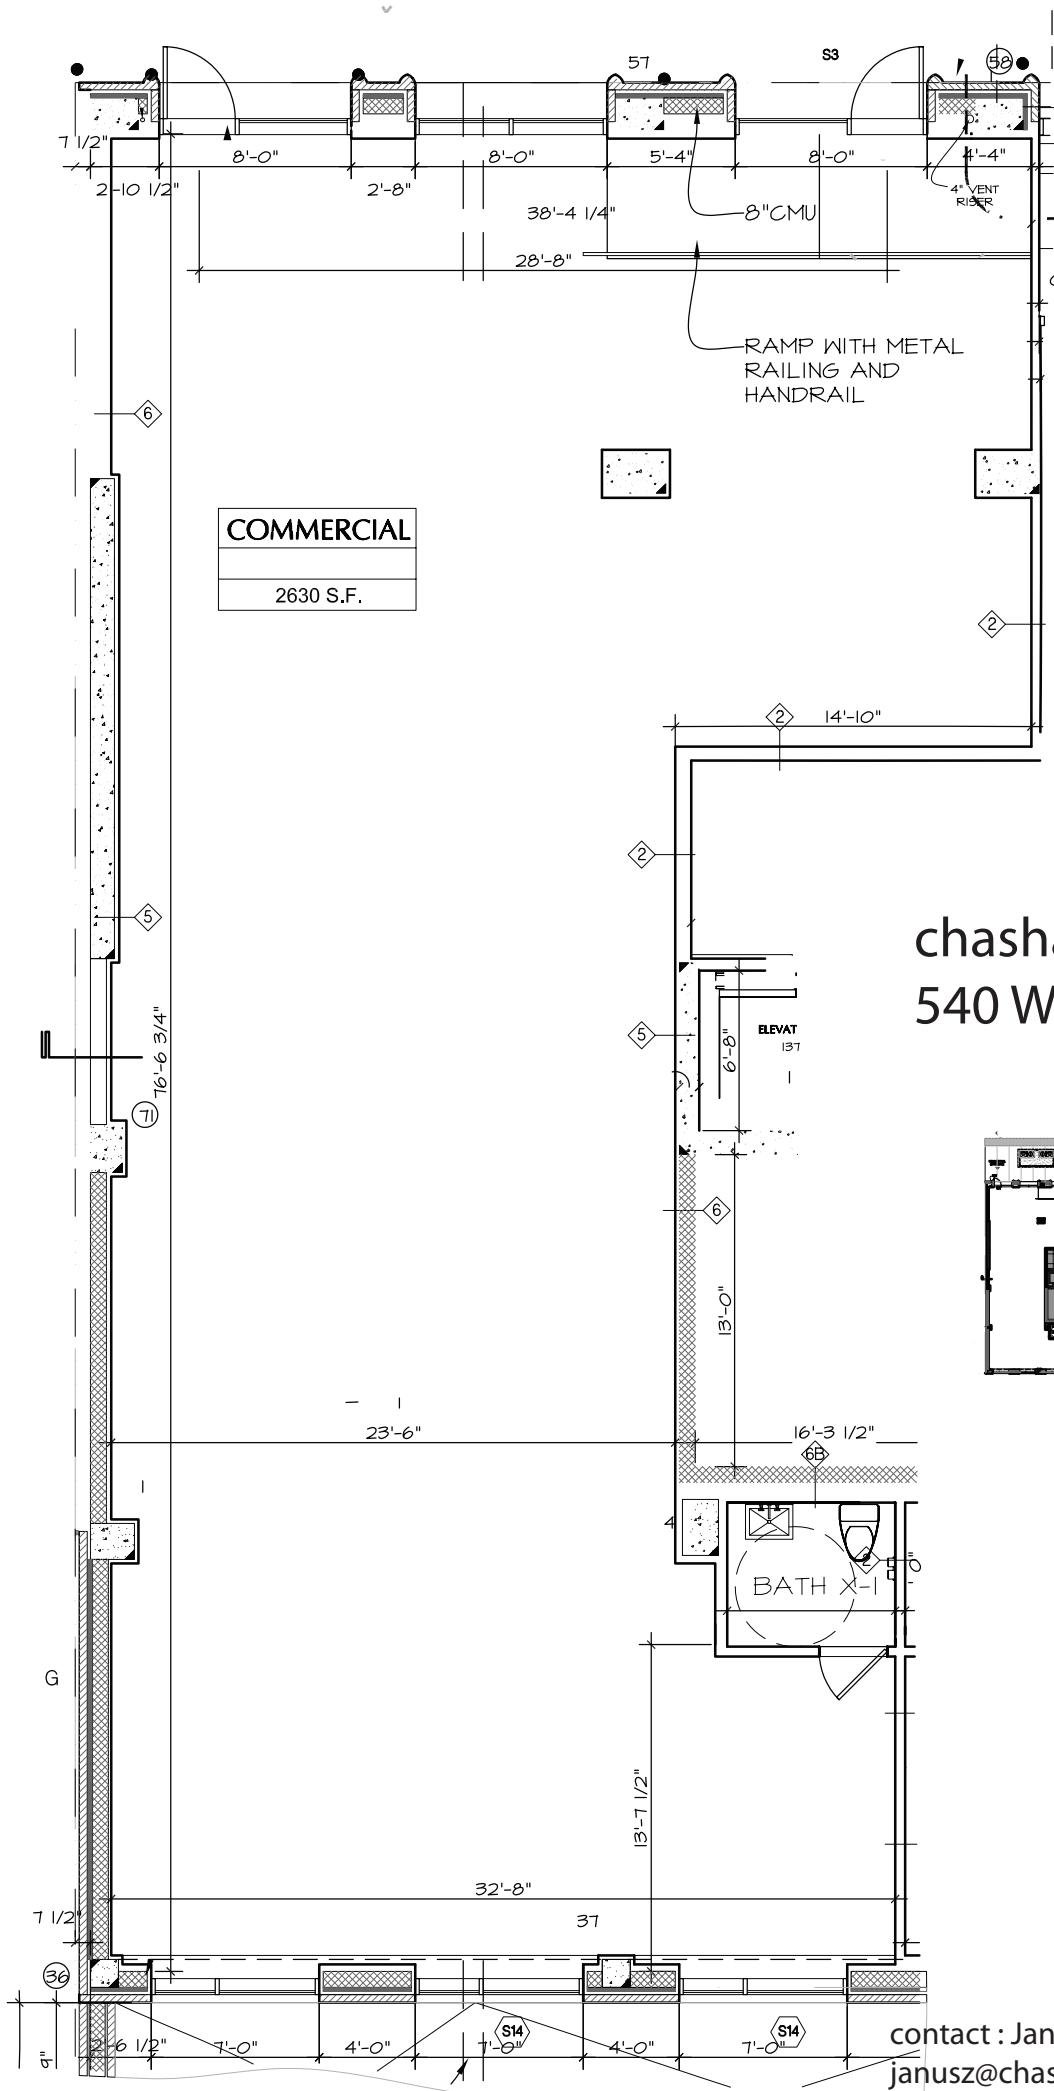 57
S3
58
7 1/2"
8'-0"
8'-0"
5'-4"
8'-0"
4'-4"
2-10 1/2"
2'-8"
4" VENT
RISER
38'-4 1/4"
8"CMU
28'-8"
RAMP WITH METAL
RAILING AND
HANDRAIL
6
COMMERCIAL
2630 S.F.
2
2
14'-10"
2
5
chash
540 W
76'-6 3/4"
5
6'-8"
ELEVAT
137
71
6
13'-0"
23'-6"
16'-3 1/2"
6B
4
2
0"
BATH X-1
G
13'-7 1/2"
32'-8"
7 1/2"
37
36
9"
2'-6 1/2"
7'-0"
4'-0"
7'-0"
S14
4'-0"
7'-0"
S14
contact : Jan
janusz@chas